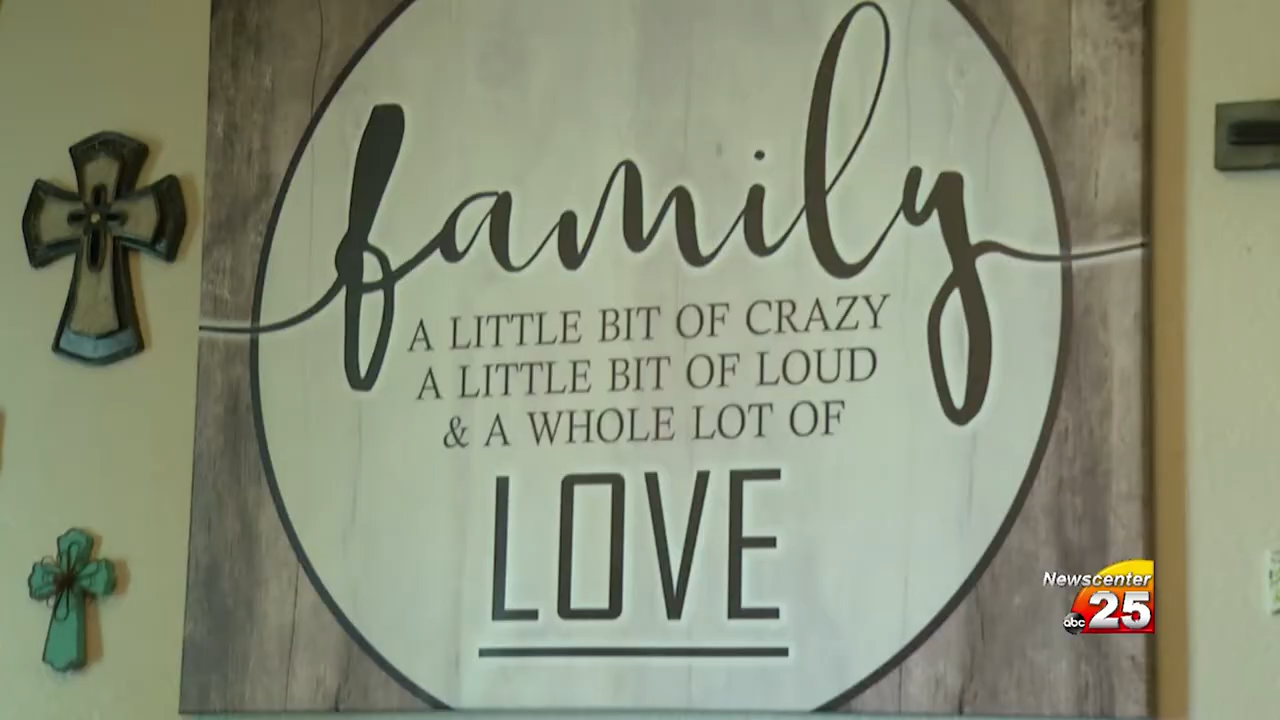 family
A LITTLE BIT OF CRAZY
A LITTLE BIT OF LOUD
& A WHOLE LOT OF
LOVE
Newscenter
abc 25